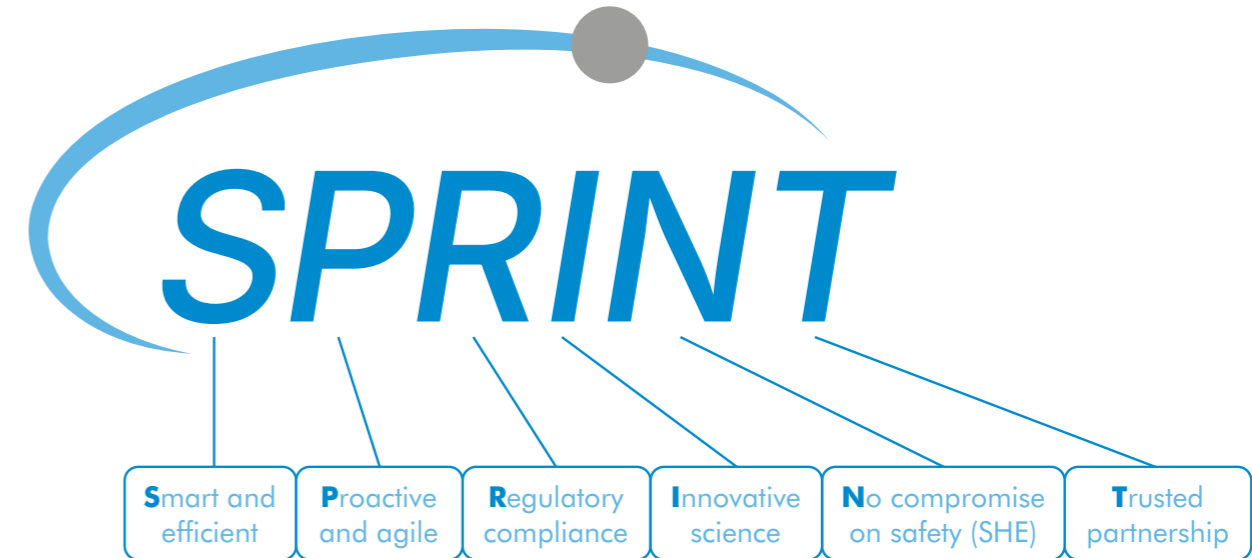 SPRINT
Smart and
efficient
Proactive
and agile
Regulatory
compliance
Innovative
science
No compromise
on safety (SHE)
Trusted
partnership